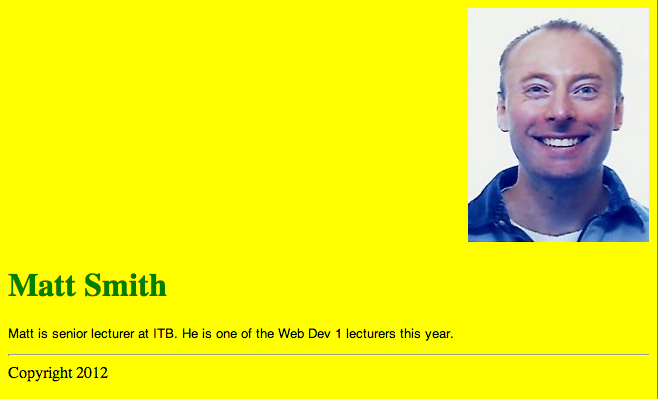 Matt Smith
Matt is senior lecturer at ITB. He is one of the Web Dev 1 lecturers this year.
Copyright 2012